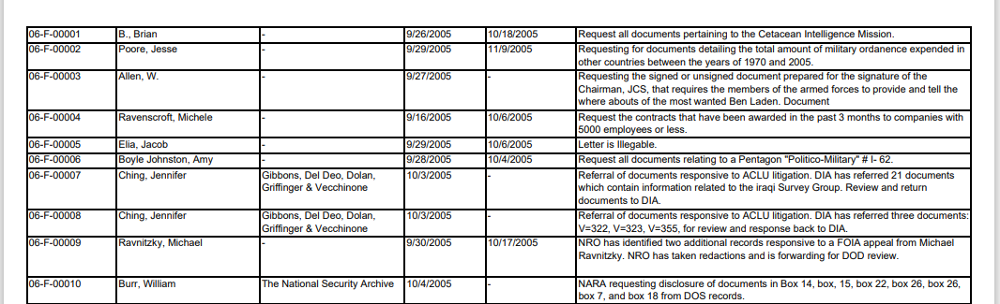 06-F-00001 B., Brian - 9/26/2005 10/18/2005 Request all documents pertaining to the Cetacean Intelligence Mission.
06-F-00002 Poore, Jesse - 9/29/2005 11/9/2005 Requesting for documents detailing the total amount of military ordanence expended in
other countries between the years of 1970 and 2005.
06-F-00003 Allen, W. - 9/27/2005 - Requesting the signed or unsigned document prepared for the signature of the
Chairman, JCS, that requires the members of the armed forces to provide and tell the
where abouts of the most wanted Ben Laden. Document
06-F-00004 Ravenscroft, Michele - 9/16/2005 10/6/2005 Request the contracts that have been awarded in the past 3 months to companies with
5000 employees or less.
06-F-00005 Elia, Jacob - 9/29/2005 10/6/2005 Letter is Illegable.
06-F-00006 Boyle Johnston, Amy - 9/28/2005 10/4/2005 Request all documents relating to a Pentagon "Politico-Military" # I- 62.
06-F-00007 Ching, Jennifer Gibbons, Del Deo, Dolan, 10/3/2005 - Referral of documents responsive to ACLU litigation. DIA has referred 21 documents
Griffinger & Vecchinone which contain information related to the iraqi Survey Group. Review and return
documents to DIA.
06-F-00008 Ching, Jennifer Gibbons, Del Deo, Dolan, 10/3/2005 - Referral of documents responsive to ACLU litigation. DIA has referred three documents:
Griffinger & Vecchinone V=322, V=323, V=355, for review and response back to DIA.
06-F-00009 Ravnitzky, Michael - 9/30/2005 10/17/2005 NRO has identified two additional records responsive to a FOIA appeal from Michael
Ravnitzky. NRO has taken redactions and is forwarding for DOD review.
06-F-00010 Burr, William The National Security Archive 10/4/2005 - NARA requesting disclosure of documents in Box 14, box, 15, box 22, box 26, box 26,
box 7, and box 18 from DOS records.